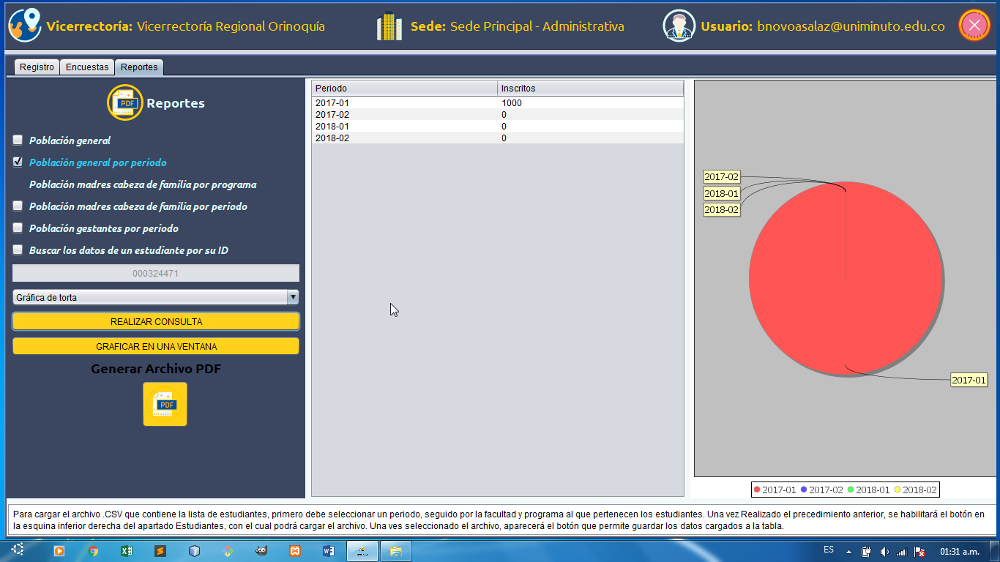 Vicerrectoría: Vicerrectoría Regional Orinoquía
Sede: Sede Principal - Administrativa
Usuario: bnovoasalaz@uniminuto.edu.co
Registro
Encuestas
Reportes
PDF
Reportes
Población general
Población general por periodo
Población madres cabeza de familia por programa
Población madres cabeza de familia por periodo
Población gestantes por periodo
Buscar los datos de un estudiante por su ID
000324471
Gráfica de torta
REALIZAR CONSULTA
GRAFICAR EN UNA VENTANA
Generar Archivo PDF
PDF
Periodo Inscritos
2017-01 1000
2017-02 0
2018-01 0
2018-02 0
2017-02
2018-01
2018-02
2017-01
2017-01 2017-02 2018-01 2018-02
Para cargar el archivo .CSV que contiene la lista de estudiantes, primero debe seleccionar un periodo, seguido por la facultad y programa al que pertenecen los estudiantes. Una vez Realizado el precedimiento anterior, se habilitará el botón en
la esquina inferior derecha del apartado Estudiantes, con el cual podrá cargar el archivo. Una ves seleccionado el archivo, aparecerá el botón que permite guardar los datos cargados a la tabla.
ES
01:31 a.m.